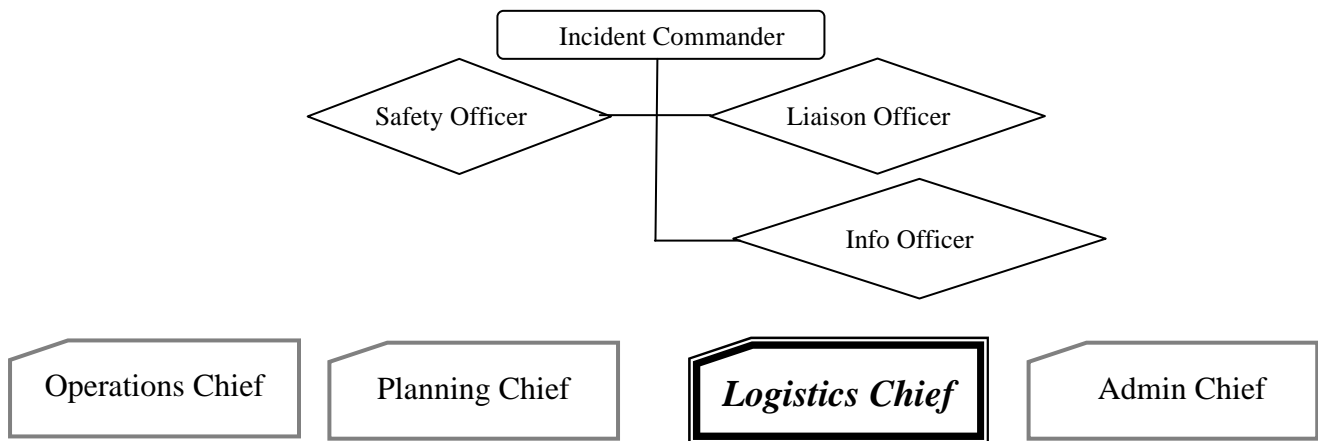 Incident Commander
Safety Officer
Liaison Officer
Info Officer
Operations Chief
Planning Chief
Logistics Chief
Admin Chief